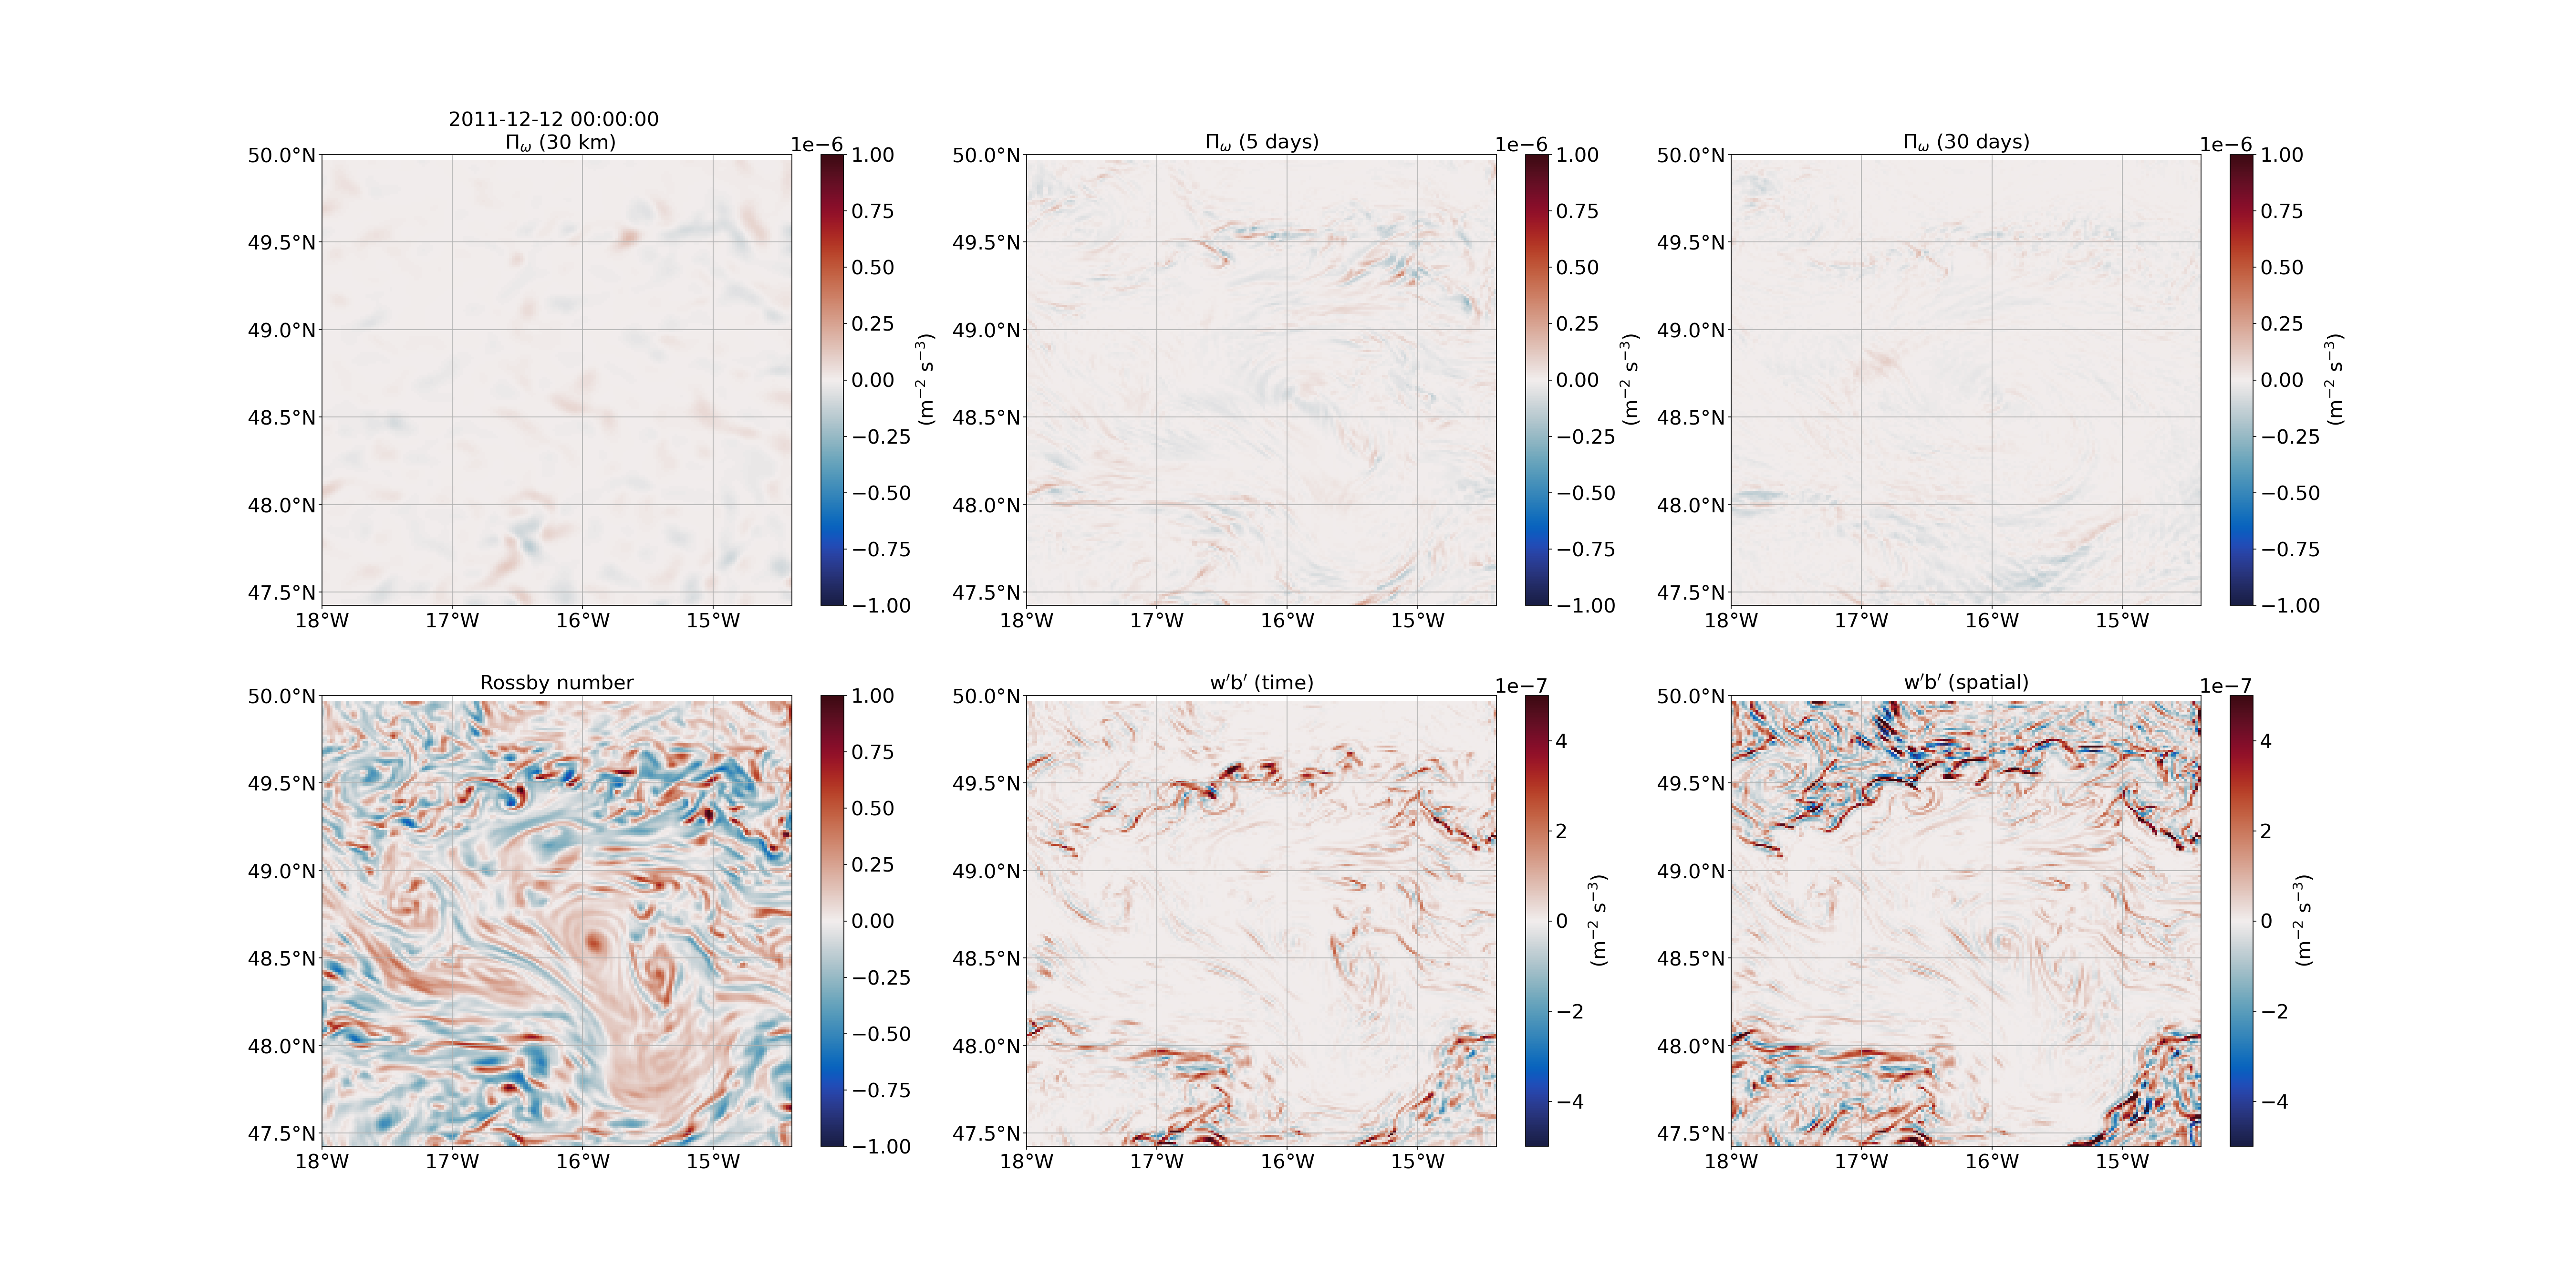 2011-12-12 00:00:00
Πω (30 km)
1e−6
50.0°N
49.5°N
49.0°N
48.5°N
48.0°N
47.5°N
18°W 17°W 16°W 15°W
1.00
0.75
0.50
0.25
0.00
−0.25
−0.50
−0.75
−1.00
(m⁻² s⁻³)
Πω (5 days)
1e−6
50.0°N
49.5°N
49.0°N
48.5°N
48.0°N
47.5°N
18°W 17°W 16°W 15°W
1.00
0.75
0.50
0.25
0.00
−0.25
−0.50
−0.75
−1.00
(m⁻² s⁻³)
Πω (30 days)
1e−6
50.0°N
49.5°N
49.0°N
48.5°N
48.0°N
47.5°N
18°W 17°W 16°W 15°W
1.00
0.75
0.50
0.25
0.00
−0.25
−0.50
−0.75
−1.00
(m⁻² s⁻³)
Rossby number
50.0°N
49.5°N
49.0°N
48.5°N
48.0°N
47.5°N
18°W 17°W 16°W 15°W
1.00
0.75
0.50
0.25
0.00
−0.25
−0.50
−0.75
−1.00
w′b′ (time)
1e−7
50.0°N
49.5°N
49.0°N
48.5°N
48.0°N
47.5°N
18°W 17°W 16°W 15°W
4
2
0
−2
−4
(m⁻² s⁻³)
w′b′ (spatial)
1e−7
50.0°N
49.5°N
49.0°N
48.5°N
48.0°N
47.5°N
18°W 17°W 16°W 15°W
4
2
0
−2
−4
(m⁻² s⁻³)